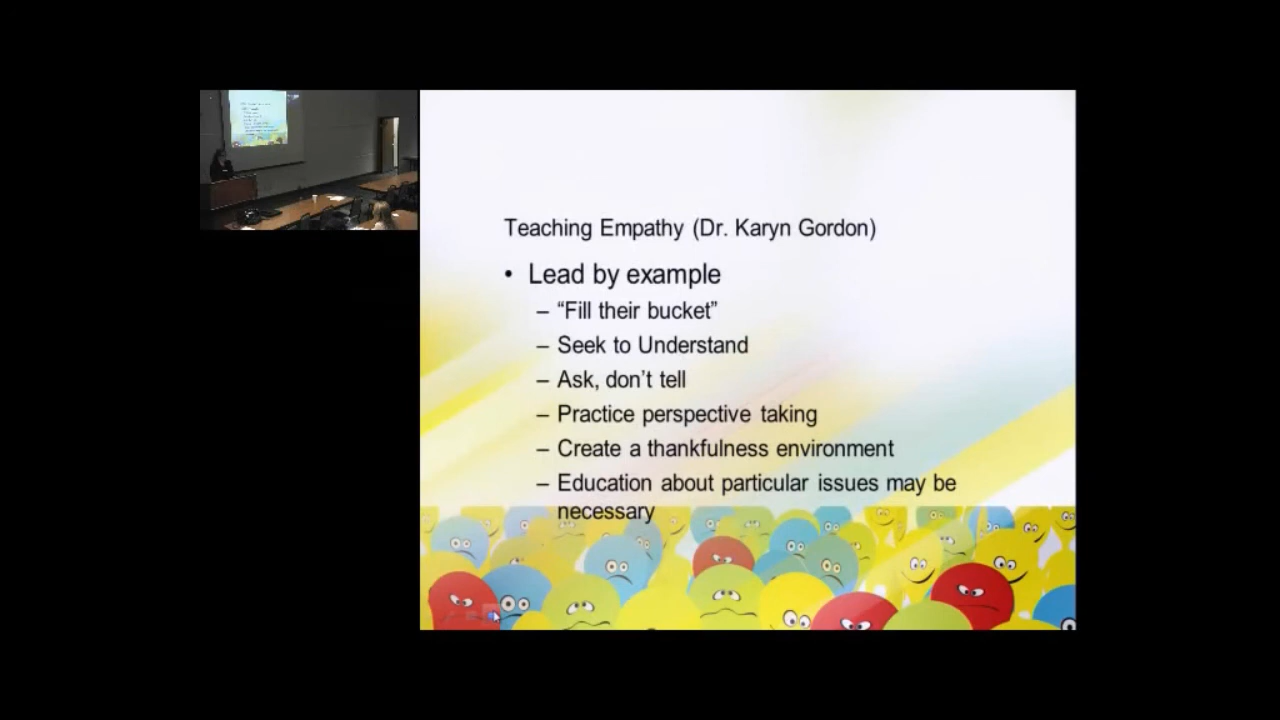 Teaching Empathy (Dr. Karyn Gordon)
• Lead by example
– “Fill their bucket”
– Seek to Understand
– Ask, don’t tell
– Practice perspective taking
– Create a thankfulness environment
– Education about particular issues may be
necessary